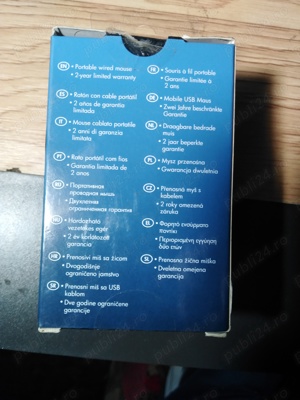 EN • Portable wired mouse
• 2-year limited warranty
ES • Ratón con cable portátil
• 2 años de garantía
limitada
IT • Mouse cablato portatile
• 2 anni di garanzia
limitata
PT • Rato portátil com fios
• Garantia limitada de
2 anos
RU • Портативная
проводная мышь
• Двухлетняя
ограниченная гарантия
HU • Hordozható
vezetékes egér
• 2 év korlátozott
garancia
HR • Prenosivi miš sa žicom
• Dvogodišnje
ograničeno jamstvo
SR • Prenosni miš sa USB
kablom
• Dve godine ograničene
garancije
FR • Souris à fil portable
• Garantie limitée à
2 ans
DE • Mobile USB Maus
• Zwei Jahre beschränkte
Garantie
NL • Draagbare bedrade
muis
• 2 jaar beperkte
garantie
PL • Mysz przenośna
• Gwarancja dwuletnia
CZ • Přenosná myš s
kabelem
• 2 roky omezená
záruka
EL • Φορητό ενσύρματο
ποντίκι
• Περιορισμένη εγγύηση
δύο ετών
SL • Prenosna žična miška
• Dveletna omejena
garancija